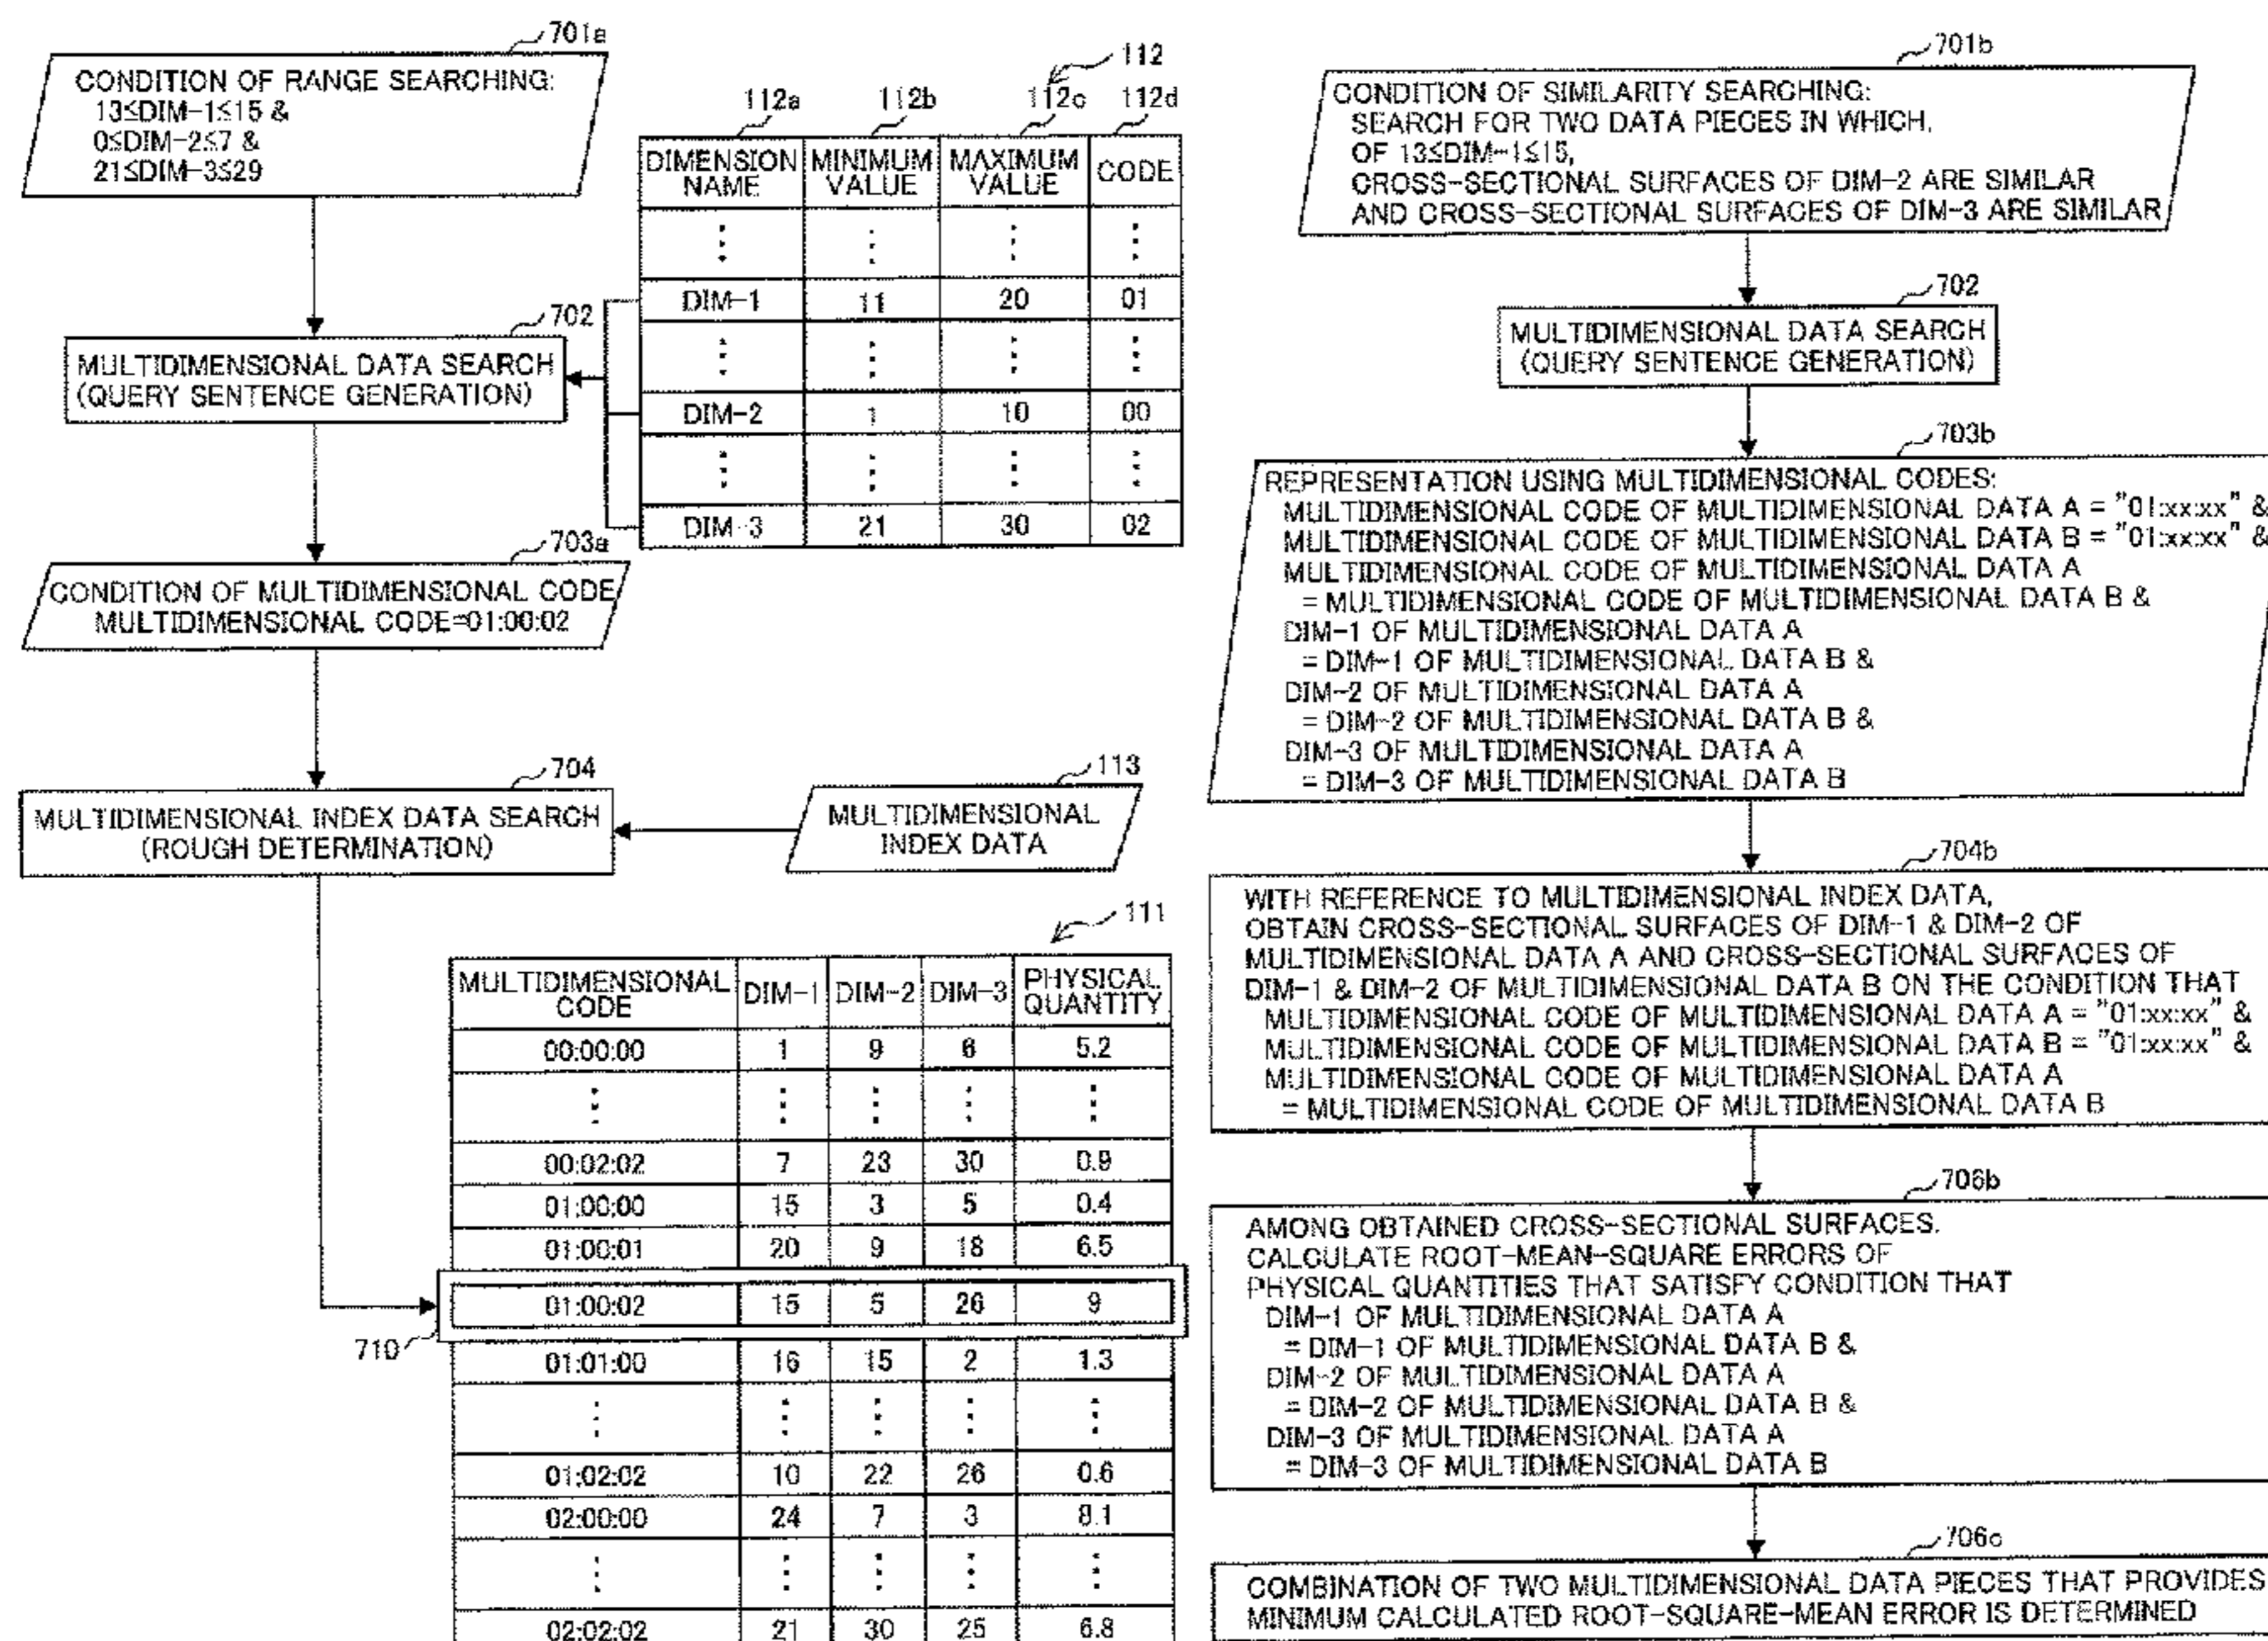 701a
CONDITION OF RANGE SEARCHING:
13≤DIM-1≤15 &
0≤DIM-2≤7 &
21≤DIM-3≤29
702
MULTIDIMENSIONAL DATA SEARCH
(QUERY SENTENCE GENERATION)
112
112a 112b 112c 112d
DIMENSION NAME MINIMUM VALUE MAXIMUM VALUE CODE
DIM-1 11 20 01
DIM-2 1 10 00
DIM-3 21 30 02
703a
CONDITION OF MULTIDIMENSIONAL CODE
MULTIDIMENSIONAL CODE=01:00:02
704
MULTIDIMENSIONAL INDEX DATA SEARCH
(ROUGH DETERMINATION)
113
MULTIDIMENSIONAL
INDEX DATA
111
MULTIDIMENSIONAL CODE DIM-1 DIM-2 DIM-3 PHYSICAL QUANTITY
00:00:00 1 9 6 5.2
00:02:02 7 23 30 0.9
01:00:00 15 3 5 0.4
01:00:01 20 9 18 6.5
01:00:02 15 5 26 9
710
01:01:00 16 15 2 1.3
01:02:02 10 22 26 0.6
02:00:00 24 7 3 8.1
02:02:02 21 30 25 6.8
701b
CONDITION OF SIMILARITY SEARCHING:
SEARCH FOR TWO DATA PIECES IN WHICH,
OF 13≤DIM-1≤15,
CROSS-SECTIONAL SURFACES OF DIM-2 ARE SIMILAR
AND CROSS-SECTIONAL SURFACES OF DIM-3 ARE SIMILAR
702
MULTIDIMENSIONAL DATA SEARCH
(QUERY SENTENCE GENERATION)
703b
REPRESENTATION USING MULTIDIMENSIONAL CODES:
MULTIDIMENSIONAL CODE OF MULTIDIMENSIONAL DATA A = "01:xx:xx" &
MULTIDIMENSIONAL CODE OF MULTIDIMENSIONAL DATA B = "01:xx:xx" &
MULTIDIMENSIONAL CODE OF MULTIDIMENSIONAL DATA A
= MULTIDIMENSIONAL CODE OF MULTIDIMENSIONAL DATA B &
DIM-1 OF MULTIDIMENSIONAL DATA A
= DIM-1 OF MULTIDIMENSIONAL DATA B &
DIM-2 OF MULTIDIMENSIONAL DATA A
= DIM-2 OF MULTIDIMENSIONAL DATA B &
DIM-3 OF MULTIDIMENSIONAL DATA A
= DIM-3 OF MULTIDIMENSIONAL DATA B
704b
WITH REFERENCE TO MULTIDIMENSIONAL INDEX DATA,
OBTAIN CROSS-SECTIONAL SURFACES OF DIM-1 & DIM-2 OF
MULTIDIMENSIONAL DATA A AND CROSS-SECTIONAL SURFACES OF
DIM-1 & DIM-2 OF MULTIDIMENSIONAL DATA B ON THE CONDITION THAT
MULTIDIMENSIONAL CODE OF MULTIDIMENSIONAL DATA A = "01:xx:xx" &
MULTIDIMENSIONAL CODE OF MULTIDIMENSIONAL DATA B = "01:xx:xx" &
MULTIDIMENSIONAL CODE OF MULTIDIMENSIONAL DATA A
= MULTIDIMENSIONAL CODE OF MULTIDIMENSIONAL DATA B
706b
AMONG OBTAINED CROSS-SECTIONAL SURFACES.
CALCULATE ROOT-MEAN-SQUARE ERRORS OF
PHYSICAL QUANTITIES THAT SATISFY CONDITION THAT
DIM-1 OF MULTIDIMENSIONAL DATA A
= DIM-1 OF MULTIDIMENSIONAL DATA B &
DIM-2 OF MULTIDIMENSIONAL DATA A
= DIM-2 OF MULTIDIMENSIONAL DATA B &
DIM-3 OF MULTIDIMENSIONAL DATA A
= DIM-3 OF MULTIDIMENSIONAL DATA B
706c
COMBINATION OF TWO MULTIDIMENSIONAL DATA PIECES THAT PROVIDES
MINIMUM CALCULATED ROOT-SQUARE-MEAN ERROR IS DETERMINED